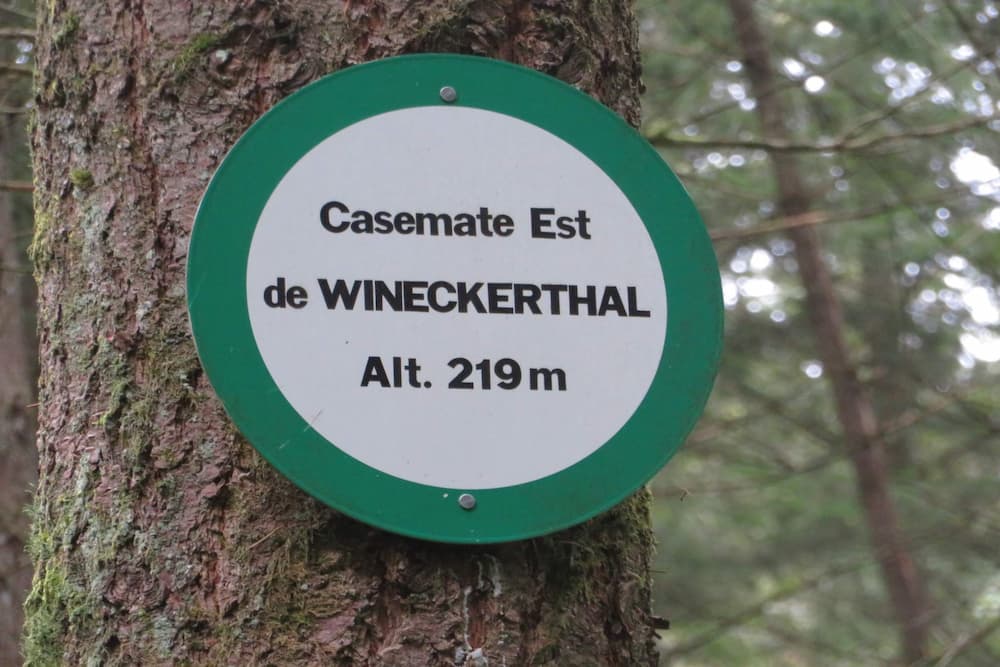 Casemate Est
de WINECKERTHAL
Alt. 219 m